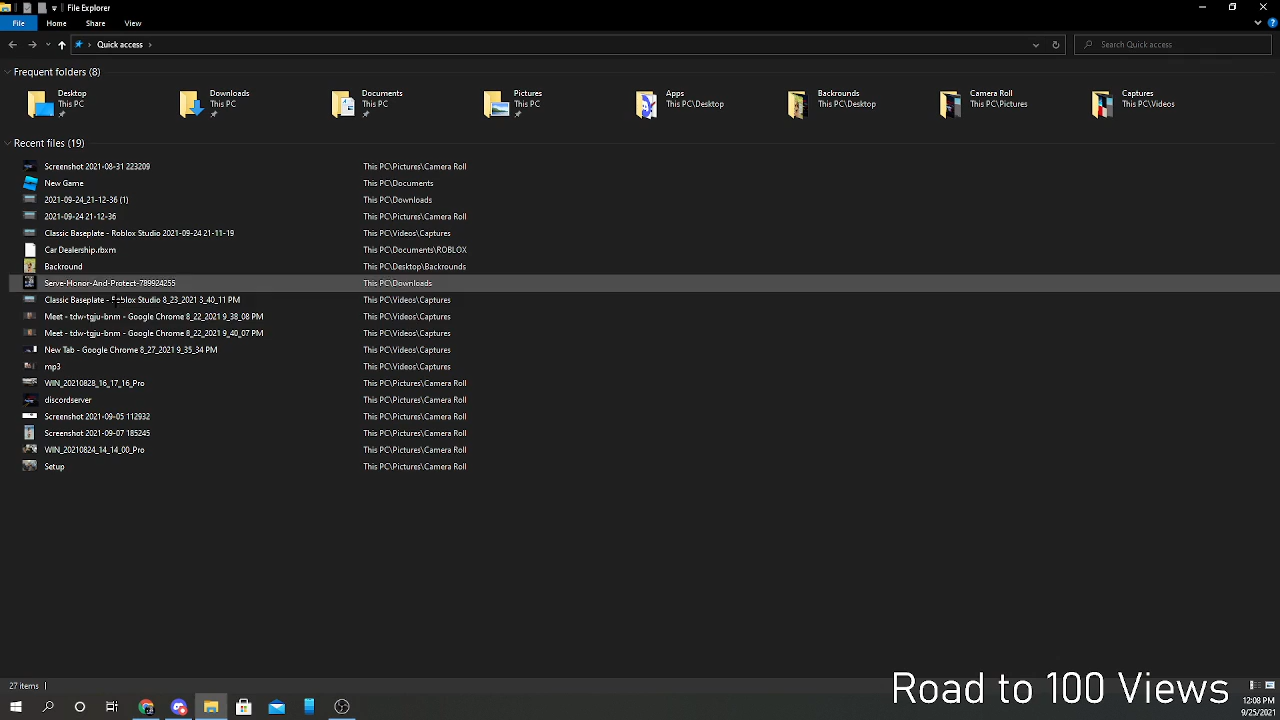 File Explorer
File Home Share View
Quick access
Search Quick access
Frequent folders (8)
Desktop
This PC
Downloads
This PC
Documents
This PC
Pictures
This PC
Apps
This PC\Desktop
Backrounds
This PC\Desktop
Camera Roll
This PC\Pictures
Captures
This PC\Videos
Recent files (19)
Screenshot 2021-08-31 223209 This PC\Pictures\Camera Roll
New Game This PC\Documents
2021-09-24_21-12-36 (1) This PC\Downloads
2021-09-24 21-12-36 This PC\Pictures\Camera Roll
Classic Baseplate - Roblox Studio 2021-09-24 21-11-19 This PC\Videos\Captures
Car Dealership.rbxm This PC\Documents\ROBLOX
Backround This PC\Desktop\Backrounds
Serve-Honor-And-Protect-789924255 This PC\Downloads
Classic Baseplate - Roblox Studio 8_23_2021 3_40_11 PM This PC\Videos\Captures
Meet - tdw-tgju-bnm - Google Chrome 8_22_2021 9_38_08 PM This PC\Videos\Captures
Meet - tdw-tgju-bnm - Google Chrome 8_22_2021 9_40_07 PM This PC\Videos\Captures
New Tab - Google Chrome 8_27_2021 9_35_34 PM This PC\Videos\Captures
mp3 This PC\Videos\Captures
WIN_20210828_16_17_16_Pro This PC\Pictures\Camera Roll
discordserver This PC\Pictures\Camera Roll
Screenshot 2021-09-05 112932 This PC\Pictures\Camera Roll
Screenshot 2021-09-07 185245 This PC\Pictures\Camera Roll
WIN_20210824_14_14_00_Pro This PC\Pictures\Camera Roll
Setup This PC\Pictures\Camera Roll
27 items
Road to 100 Views
12:08 PM
9/25/2021